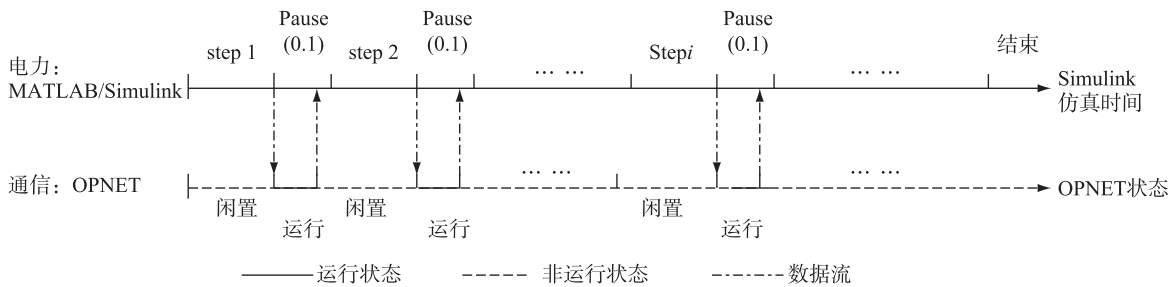 Pause Pause Pause
(0.1) (0.1) (0.1)
step 1 step 2 … … Stepi … … 结束
电力：
MATLAB/Simulink
Simulink
仿真时间
通信：OPNET
… … … …
OPNET状态
闲置 闲置 闲置
运行 运行 运行
运行状态 非运行状态 数据流